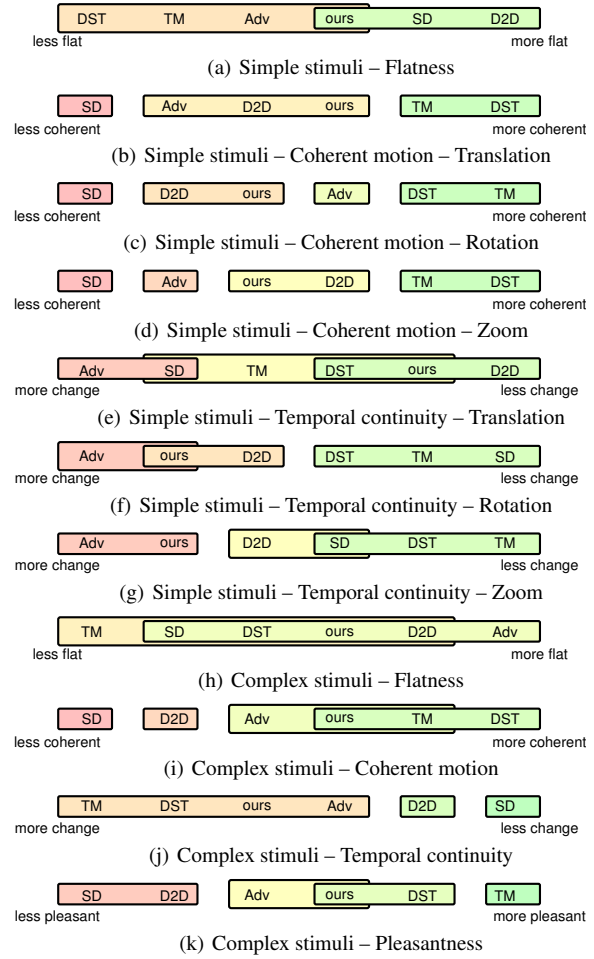 DST TM Adv ours SD D2D
less flat more flat
(a) Simple stimuli – Flatness
SD Adv D2D ours TM DST
less coherent more coherent
(b) Simple stimuli – Coherent motion – Translation
SD D2D ours Adv DST TM
less coherent more coherent
(c) Simple stimuli – Coherent motion – Rotation
SD Adv ours D2D TM DST
less coherent more coherent
(d) Simple stimuli – Coherent motion – Zoom
Adv SD TM DST ours D2D
more change less change
(e) Simple stimuli – Temporal continuity – Translation
Adv ours D2D DST TM SD
more change less change
(f) Simple stimuli – Temporal continuity – Rotation
Adv ours D2D SD DST TM
more change less change
(g) Simple stimuli – Temporal continuity – Zoom
TM SD DST ours D2D Adv
less flat more flat
(h) Complex stimuli – Flatness
SD D2D Adv ours TM DST
less coherent more coherent
(i) Complex stimuli – Coherent motion
TM DST ours Adv D2D SD
more change less change
(j) Complex stimuli – Temporal continuity
SD D2D Adv ours DST TM
less pleasant more pleasant
(k) Complex stimuli – Pleasantness